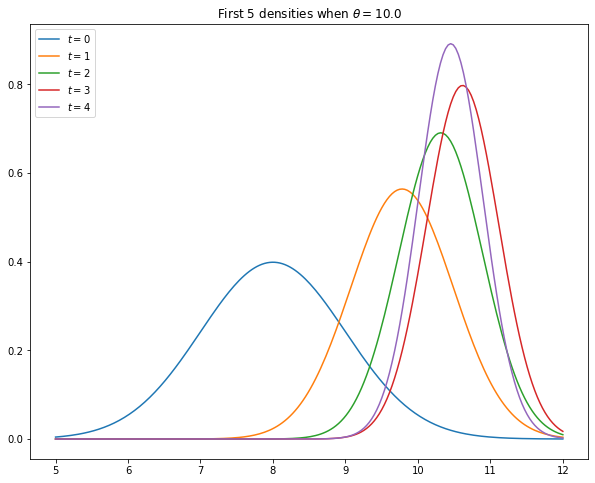 First 5 densities when θ = 10.0
t = 0
t = 1
t = 2
t = 3
t = 4
0.8
0.6
0.4
0.2
0.0
5 6 7 8 9 10 11 12